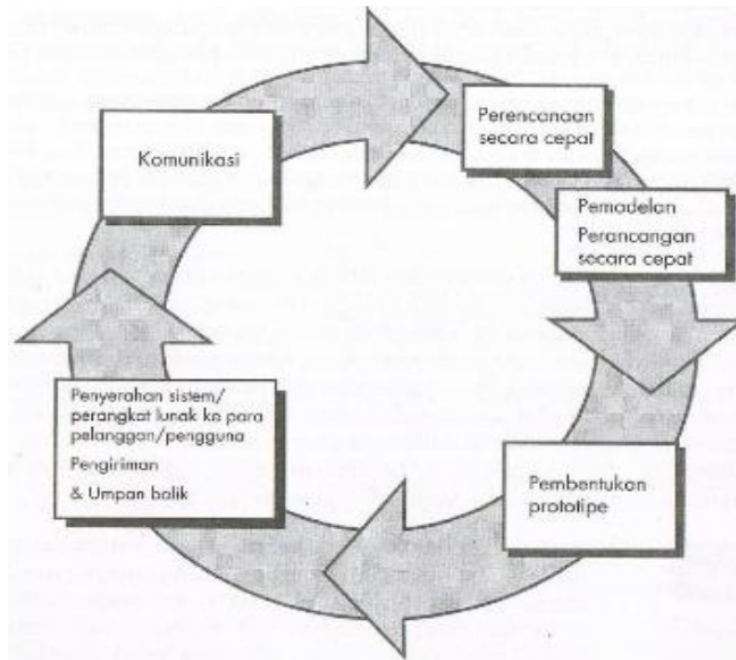 Komunikasi
Perencanaan
secara cepat
Pemodelan
Perancangan
secara cepat
Pembentukan
prototipe
Penyerahan sistem/
perangkat lunak ke para
pelanggan/pengguna
Pengiriman
& Umpan balik